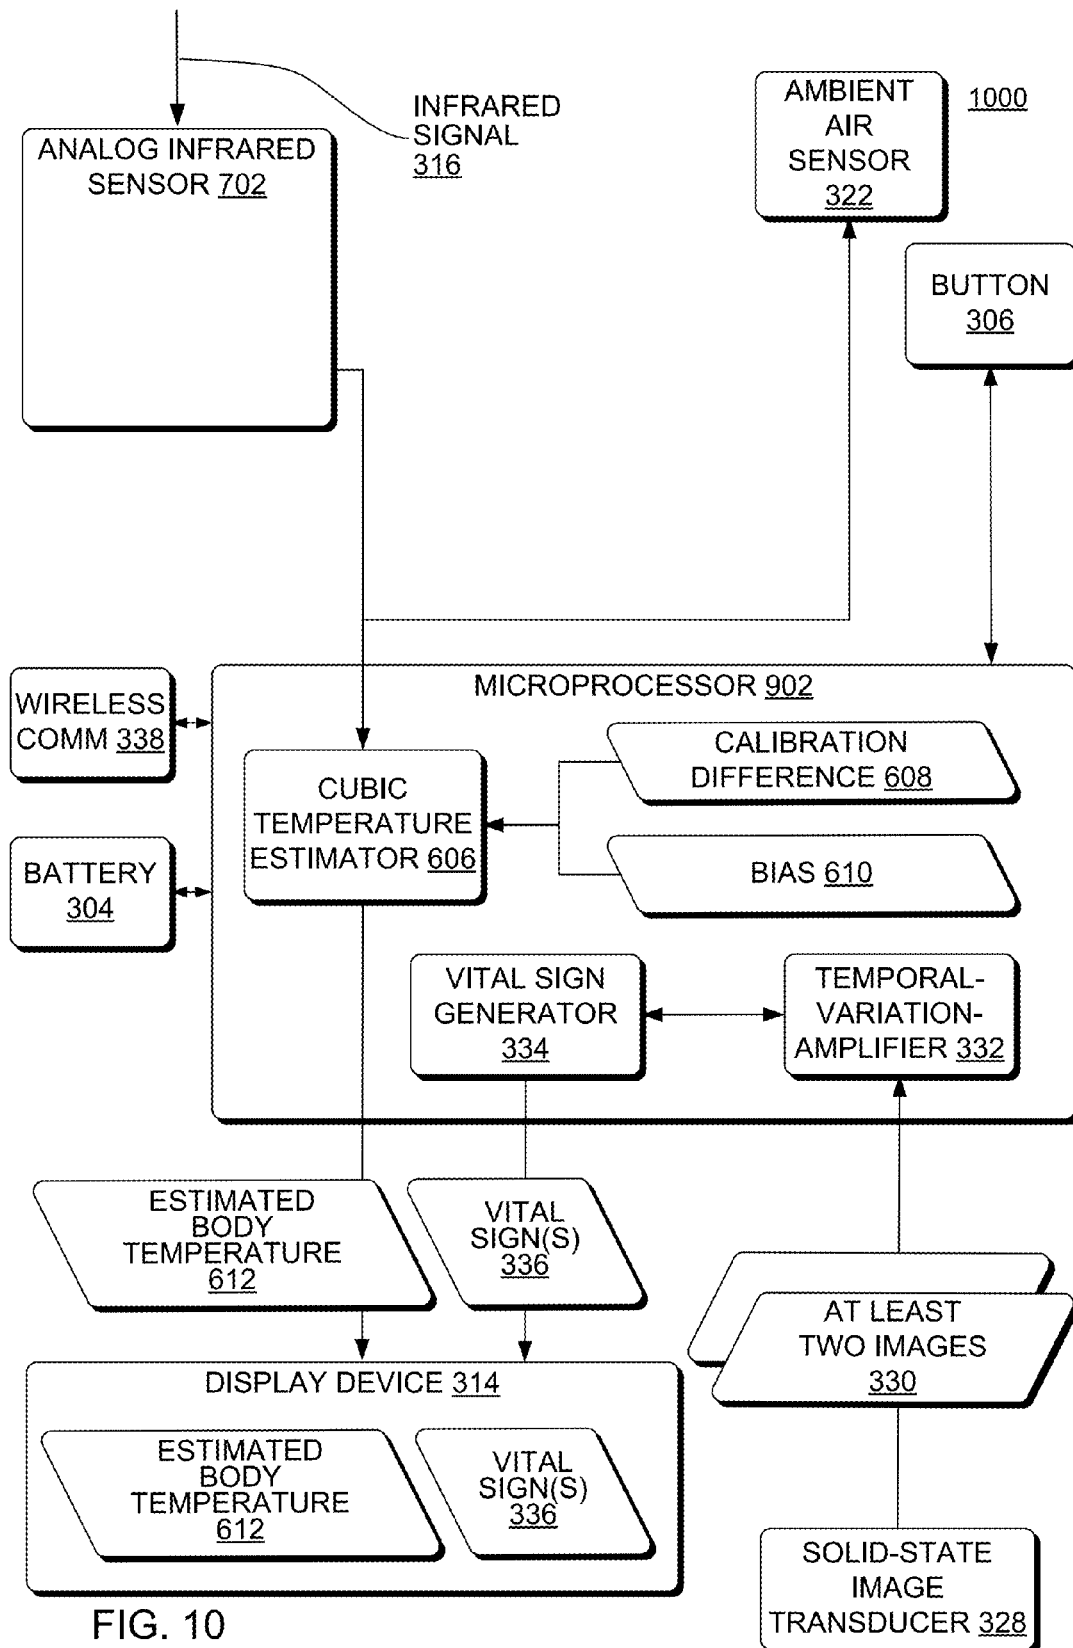 INFRARED
SIGNAL
316
AMBIENT
AIR
SENSOR
322
1000
ANALOG INFRARED
SENSOR 702
BUTTON
306
MICROPROCESSOR 902
WIRELESS
COMM 338
CALIBRATION
DIFFERENCE 608
CUBIC
TEMPERATURE
ESTIMATOR 606
BATTERY
304
BIAS 610
VITAL SIGN
GENERATOR
334
TEMPORAL-
VARIATION-
AMPLIFIER 332
ESTIMATED
BODY
TEMPERATURE
612
VITAL
SIGN(S)
336
AT LEAST
TWO IMAGES
330
DISPLAY DEVICE 314
ESTIMATED
BODY
TEMPERATURE
612
VITAL
SIGN(S)
336
SOLID-STATE
IMAGE
TRANSDUCER 328
FIG. 10